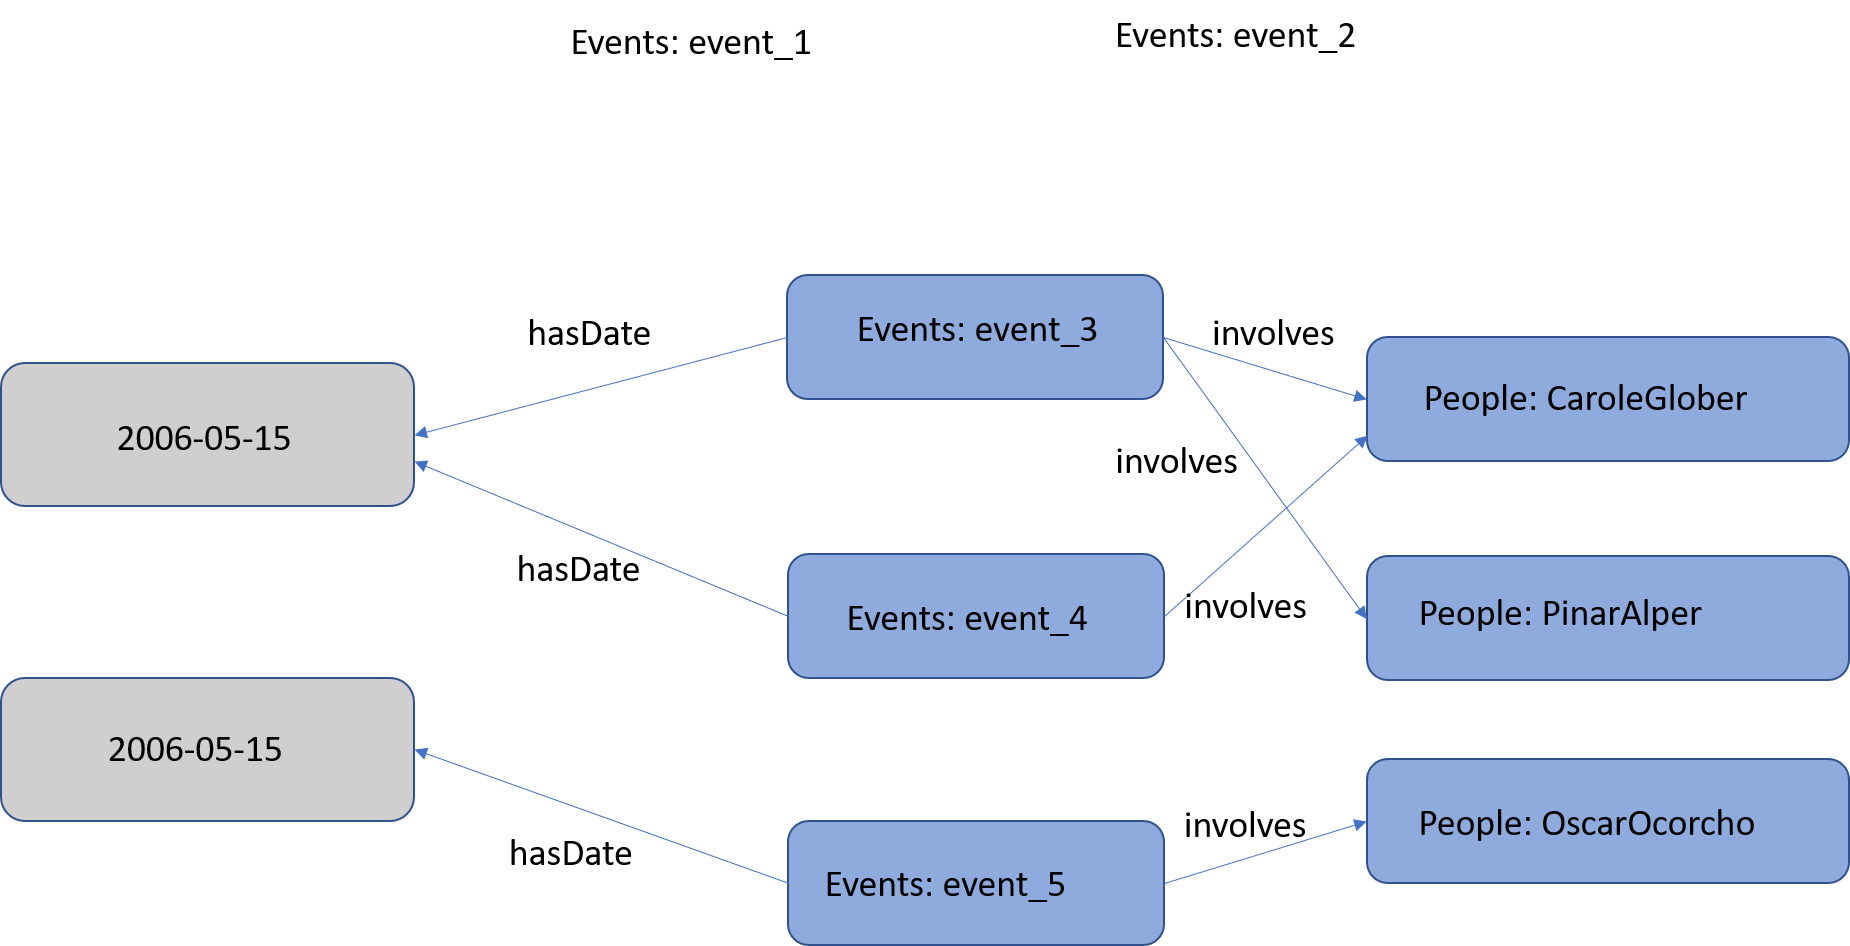 Events: event_1
Events: event_2
hasDate
Events: event_3
involves
2006-05-15
People: CaroleGlober
involves
hasDate
Events: event_4
involves
People: PinarAlper
2006-05-15
hasDate
Events: event_5
involves
People: OscarOcorcho